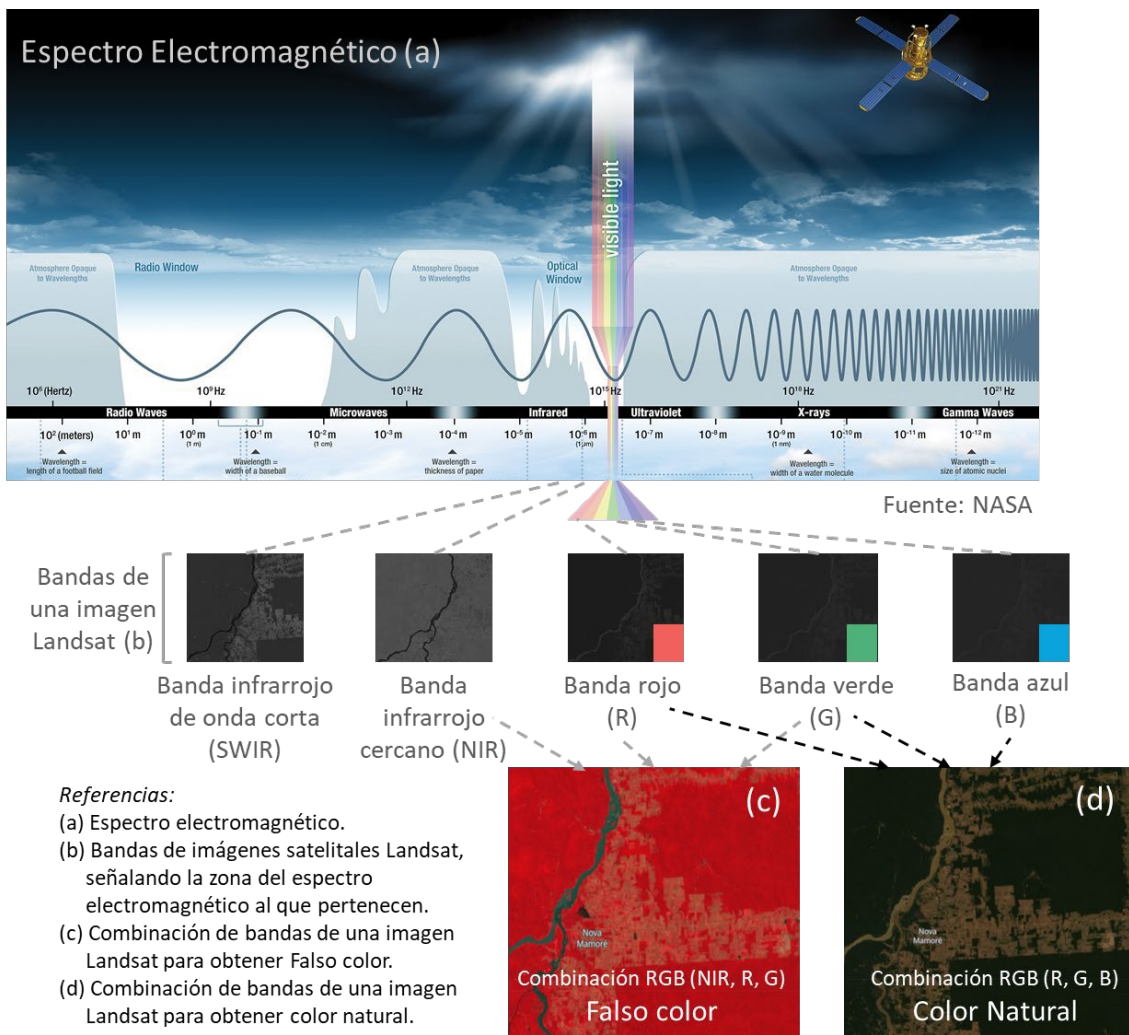 Espectro Electromagnético (a)
visible light
Atmosphere Opaque
to Wavelengths
Radio Window
Atmosphere Opaque
to Wavelengths
Optical
Window
Atmosphere Opaque
to Wavelengths
10⁶ (Hertz)
10⁹ Hz
10¹² Hz
10¹⁵ Hz
10¹⁸ Hz
10²¹ Hz
Radio Waves
Microwaves
Infrared
Ultraviolet
X-rays
Gamma Waves
10² (meters)
10¹ m
10⁰ m
(1 m)
10⁻¹ m
10⁻² m
(1 cm)
10⁻³ m
10⁻⁴ m
10⁻⁵ m
10⁻⁶ m
(1 μm)
10⁻⁷ m
10⁻⁸ m
10⁻⁹ m
(1 nm)
10⁻¹⁰ m
10⁻¹¹ m
10⁻¹² m
Wavelength =
length of a football field
Wavelength =
width of a baseball
Wavelength =
thickness of paper
Wavelength =
width of a water molecule
Wavelength =
size of atomic nuclei
Fuente: NASA
Bandas de
una imagen
Landsat (b)
Banda infrarrojo
de onda corta
(SWIR)
Banda
infrarrojo
cercano (NIR)
Banda rojo
(R)
Banda verde
(G)
Banda azul
(B)
Referencias:
(a) Espectro electromagnético.
(b) Bandas de imágenes satelitales Landsat,
señalando la zona del espectro
electromagnético al que pertenecen.
(c) Combinación de bandas de una imagen
Landsat para obtener Falso color.
(d) Combinación de bandas de una imagen
Landsat para obtener color natural.
(c)
Nova
Mamoré
Combinación RGB (NIR, R, G)
Falso color
(d)
Nova
Mamoré
Combinación RGB (R, G, B)
Color Natural